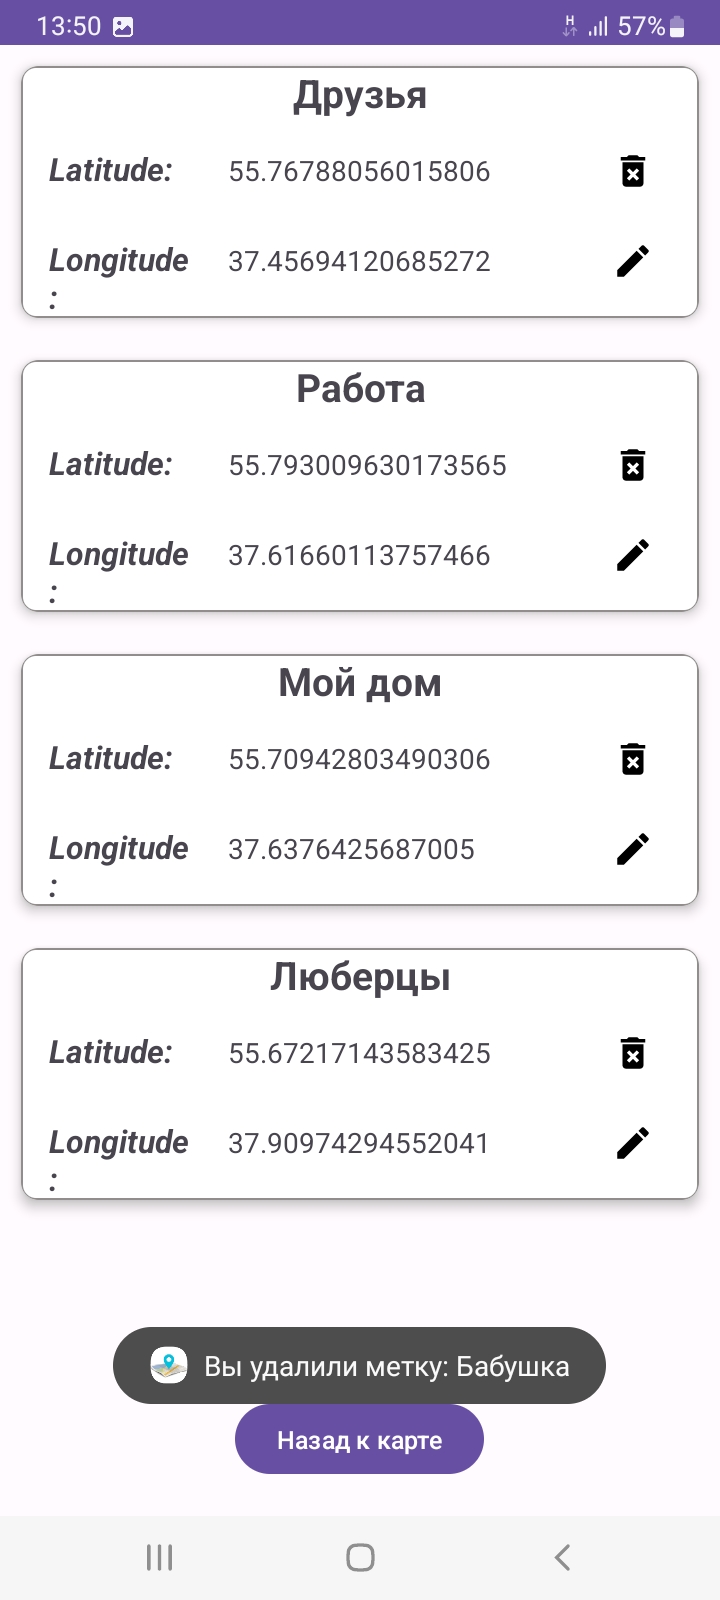 13:50 H 57%
Друзья
Latitude: 55.76788056015806
Longitude 37.45694120685272
:
Работа
Latitude: 55.793009630173565
Longitude 37.61660113757466
:
Мой дом
Latitude: 55.70942803490306
Longitude 37.6376425687005
:
Люберцы
Latitude: 55.67217143583425
Longitude 37.90974294552041
:
Вы удалили метку: Бабушка
Назад к карте